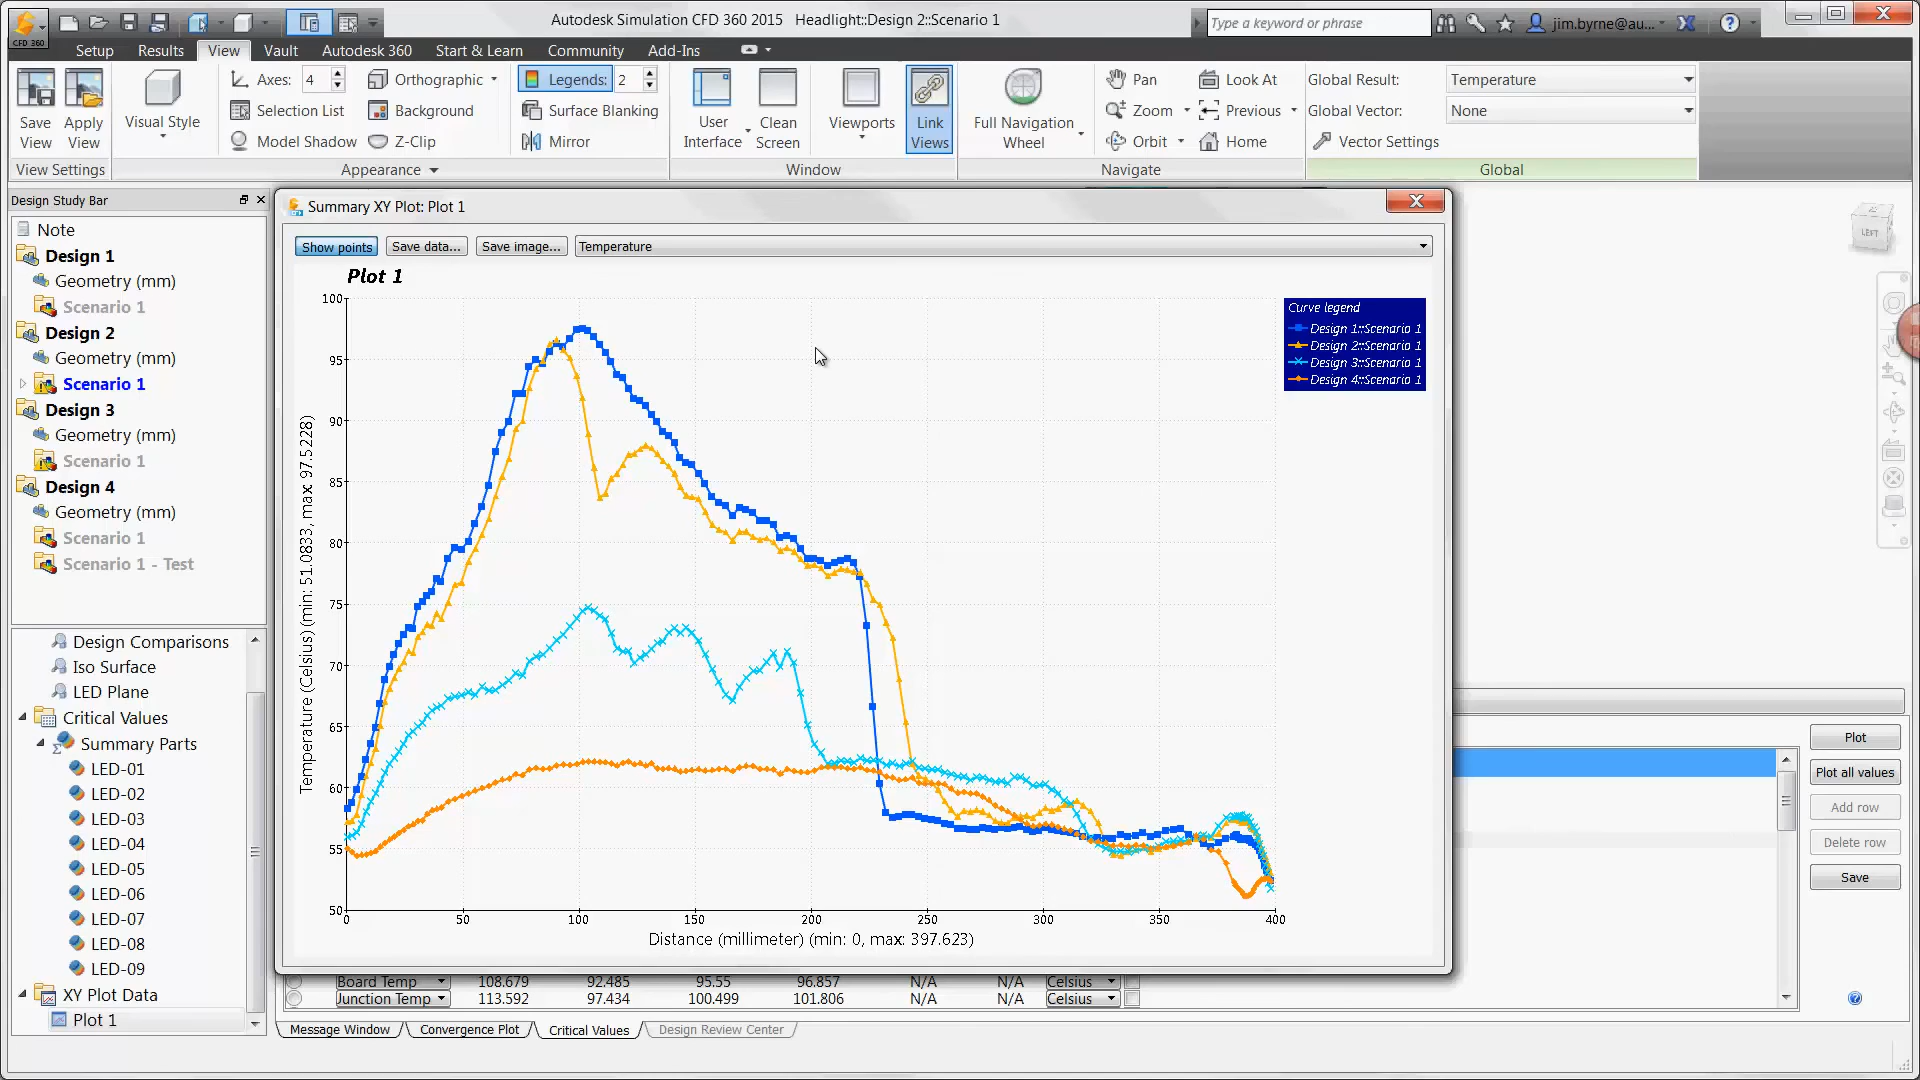 CFD 360
Autodesk Simulation CFD 360 2015 Headlight::Design 2::Scenario 1
Type a keyword or phrase
jim.byrne@au...
Setup Results View Vault Autodesk 360 Start & Learn Community Add-Ins
Save View
Apply View
Visual Style
Axes: 4
Selection List
Model Shadow
Orthographic
Background
Z-Clip
Legends: 2
Surface Blanking
Mirror
User Interface
Clean Screen
Viewports
Link Views
Full Navigation Wheel
Pan
Zoom
Orbit
Look At
Previous
Home
Global Result: Temperature
Global Vector: None
Vector Settings
View Settings Appearance Window Navigate Global
Design Study Bar
Note
Design 1
Geometry (mm)
Scenario 1
Design 2
Geometry (mm)
Scenario 1
Design 3
Geometry (mm)
Scenario 1
Design 4
Geometry (mm)
Scenario 1
Scenario 1 - Test
Design Comparisons
Iso Surface
LED Plane
Critical Values
Summary Parts
LED-01
LED-02
LED-03
LED-04
LED-05
LED-06
LED-07
LED-08
LED-09
XY Plot Data
Plot 1
Summary XY Plot: Plot 1
Show points Save data... Save image... Temperature
Plot 1
100
95
90
85
80
75
70
65
60
55
50
Temperature (Celsius) (min: 51.0833, max: 97.5228)
0 50 100 150 200 250 300 350 400
Distance (millimeter) (min: 0, max: 397.623)
Curve legend
Design 1::Scenario 1
Design 2::Scenario 1
Design 3::Scenario 1
Design 4::Scenario 1
LEFT
Plot
Plot all values
Add row
Delete row
Save
Board Temp 108.679 92.485 95.55 96.857 N/A N/A Celsius
Junction Temp 113.592 97.434 100.499 101.806 N/A N/A Celsius
Message Window Convergence Plot Critical Values Design Review Center